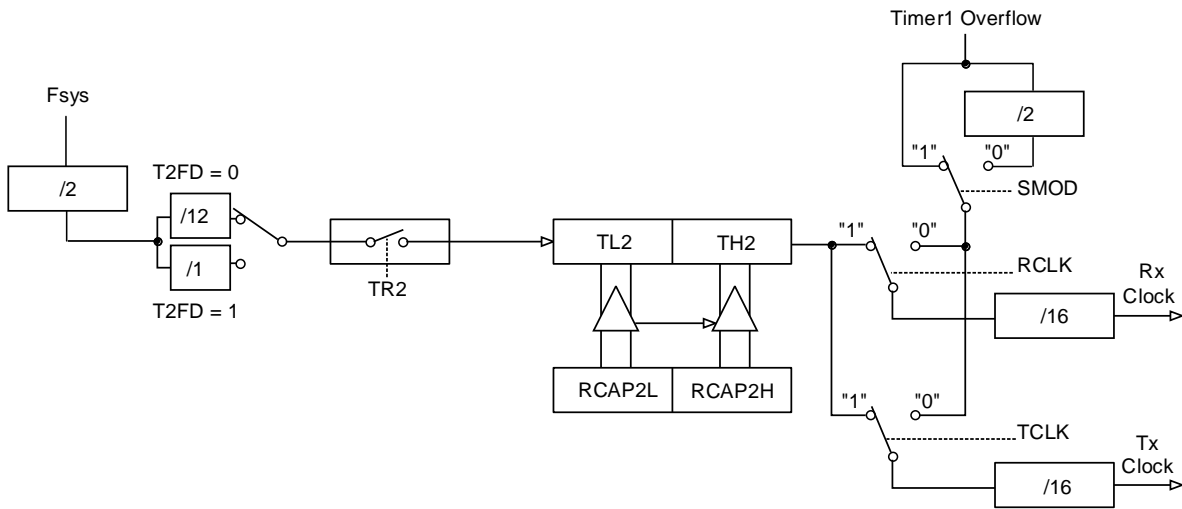 Timer1 Overflow
Fsys
/2
/2
T2FD = 0
"1"
"0"
SMOD
/12
TL2
TH2
"1"
"0"
/1
RCLK
TR2
Rx
Clock
T2FD = 1
/16
RCAP2L
RCAP2H
"1"
"0"
TCLK
Tx
Clock
/16